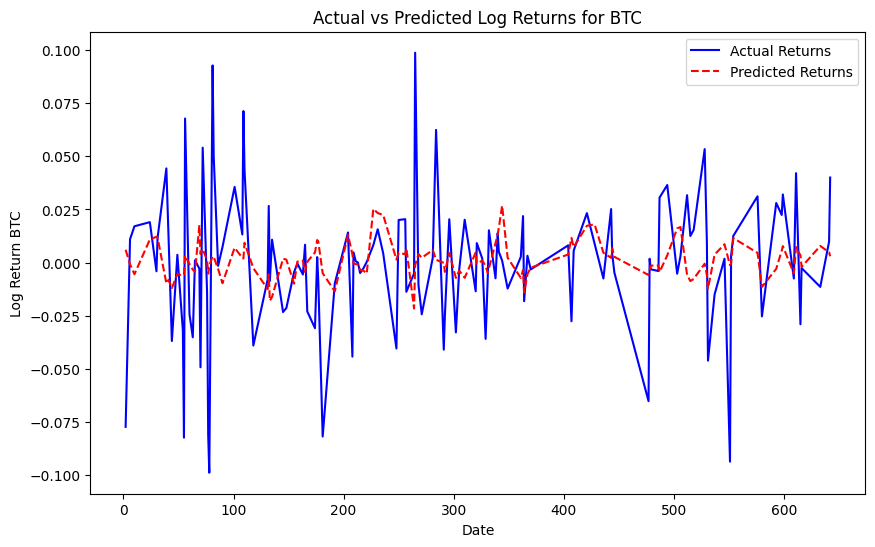 Actual vs Predicted Log Returns for BTC
Actual Returns
Predicted Returns
Log Return BTC
0.100
0.075
0.050
0.025
0.000
−0.025
−0.050
−0.075
−0.100
0 100 200 300 400 500 600
Date